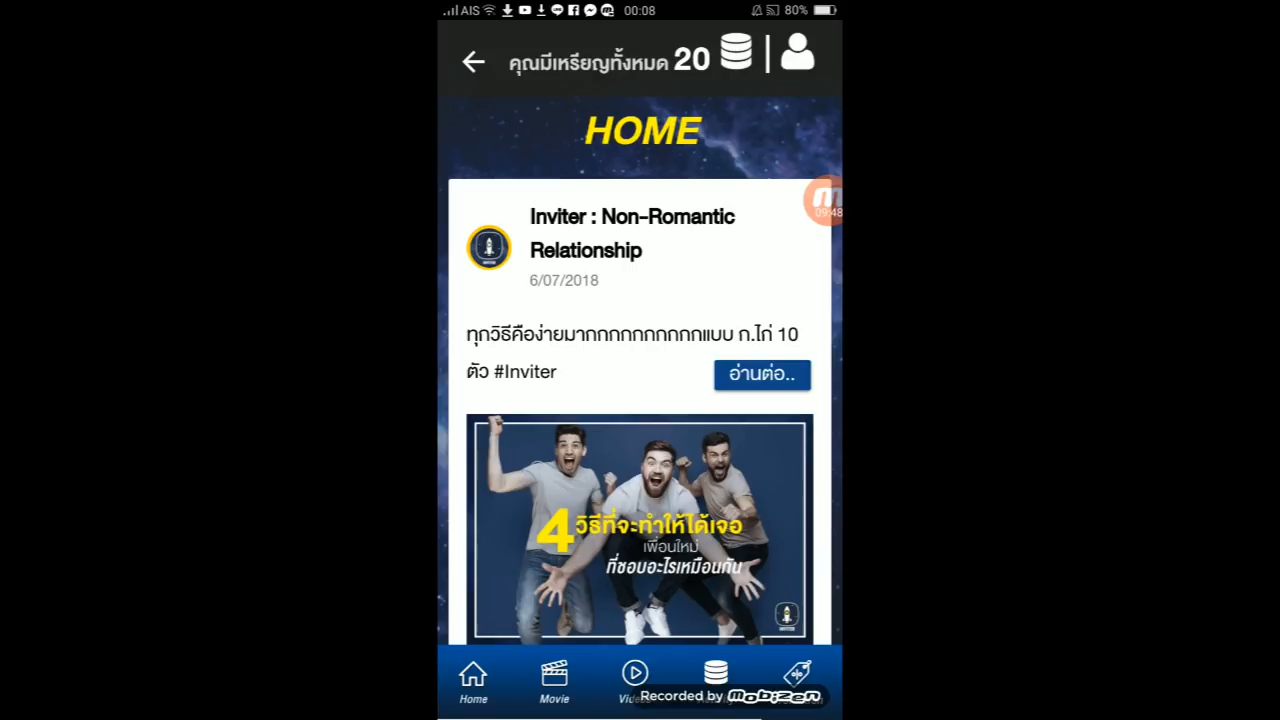 AIS 00:08 80%
คุณมีเหรียญทั้งหมด 20
HOME
09:48
Inviter : Non-Romantic
Relationship
6/07/2018
ทุกวิธีคือง่ายมากกกกกกกกกกแบบ ก.ไก่ 10
ตัว #Inviter
อ่านต่อ..
4 วิธีที่จะทำให้ได้เจอ
เพื่อนใหม่
ที่ชอบอะไรเหมือนกัน
INVITER
Home Movie
Recorded by mobizen